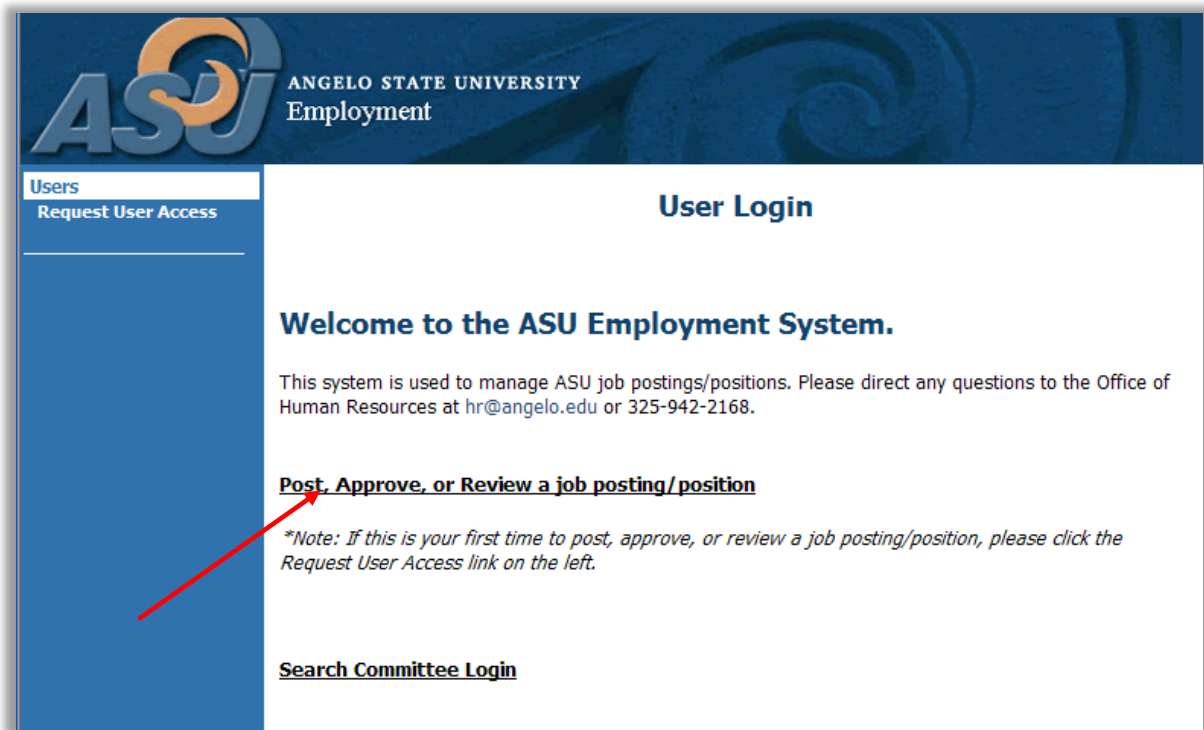 ASU
ANGELO STATE UNIVERSITY
Employment
Users
Request User Access
User Login
Welcome to the ASU Employment System.
This system is used to manage ASU job postings/positions. Please direct any questions to the Office of
Human Resources at hr@angelo.edu or 325-942-2168.
Post, Approve, or Review a job posting/position
*Note: If this is your first time to post, approve, or review a job posting/position, please click the
Request User Access link on the left.
Search Committee Login